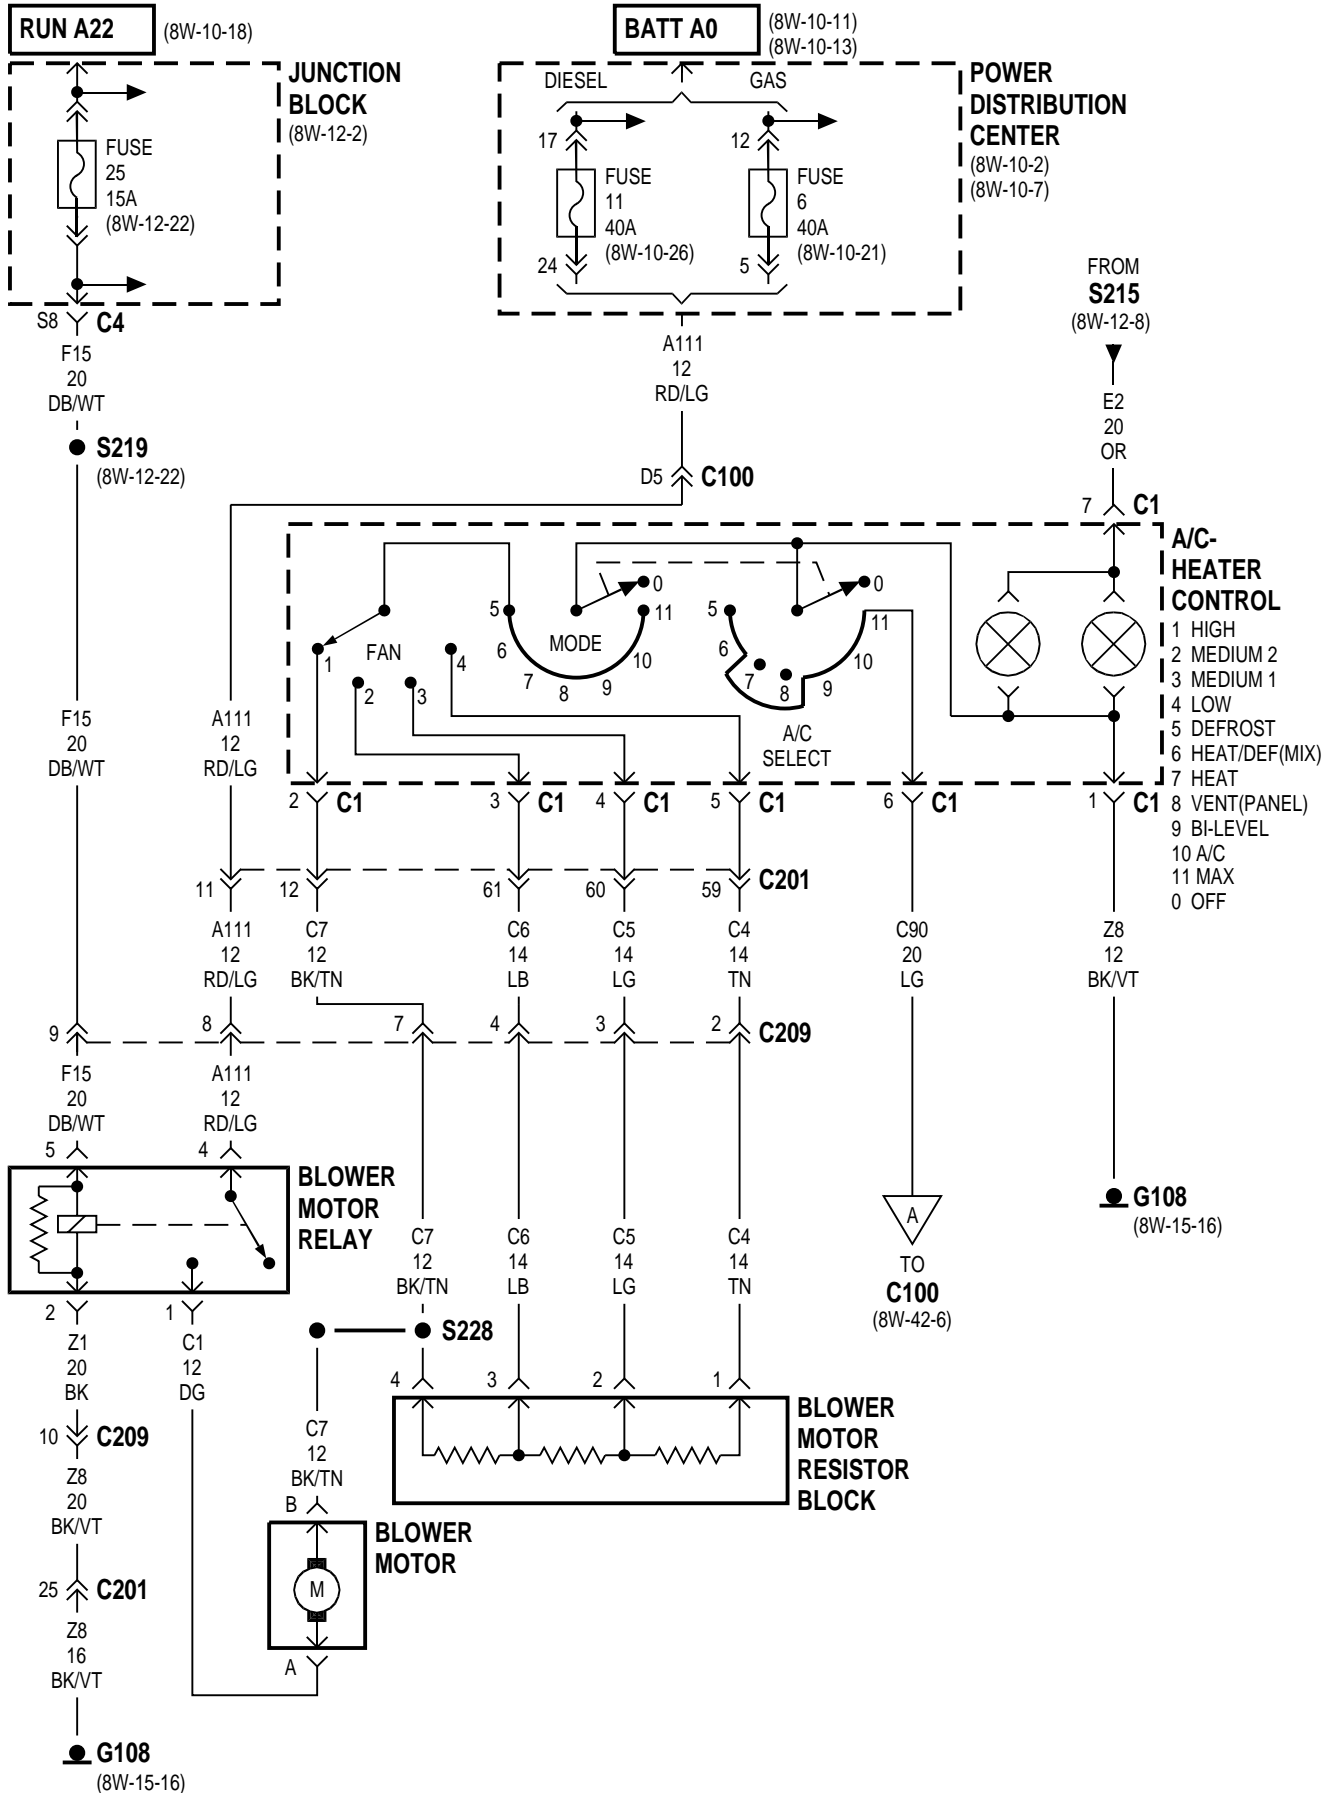 RUN A22 (8W-10-18)
BATT A0 (8W-10-11)
(8W-10-13)
JUNCTION
BLOCK
(8W-12-2)
FUSE
25
15A
(8W-12-22)
DIESEL
GAS
17
FUSE
11
40A
(8W-10-26)
24
12
FUSE
6
40A
(8W-10-21)
5
POWER
DISTRIBUTION
CENTER
(8W-10-2)
(8W-10-7)
FROM
S215
(8W-12-8)
S8 C4
F15
20
DB/WT
S219
(8W-12-22)
A111
12
RD/LG
D5 C100
E2
20
OR
7 C1
A/C-
HEATER
CONTROL
1 HIGH
2 MEDIUM 2
3 MEDIUM 1
4 LOW
5 DEFROST
6 HEAT/DEF(MIX)
7 HEAT
8 VENT(PANEL)
9 BI-LEVEL
10 A/C
11 MAX
0 OFF
FAN
1
2
3
4
MODE
5
6
7
8
9
10
11
0
A/C
SELECT
5
6
7
8
9
10
11
0
F15
20
DB/WT
A111
12
RD/LG
2 C1
3 C1
4 C1
5 C1
6 C1
1 C1
11
12
61
60
59
C201
A111
12
RD/LG
C7
12
BK/TN
C6
14
LB
C5
14
LG
C4
14
TN
C90
20
LG
Z8
12
BK/VT
9
8
7
4
3
2
C209
F15
20
DB/WT
A111
12
RD/LG
5
4
BLOWER
MOTOR
RELAY
2
1
C7
12
BK/TN
C6
14
LB
C5
14
LG
C4
14
TN
A
TO
C100
(8W-42-6)
G108
(8W-15-16)
Z1
20
BK
C1
12
DG
S228
4
3
2
1
BLOWER
MOTOR
RESISTOR
BLOCK
10 C209
C7
12
BK/TN
B
Z8
20
BK/VT
BLOWER
MOTOR
M
A
25 C201
Z8
16
BK/VT
G108
(8W-15-16)